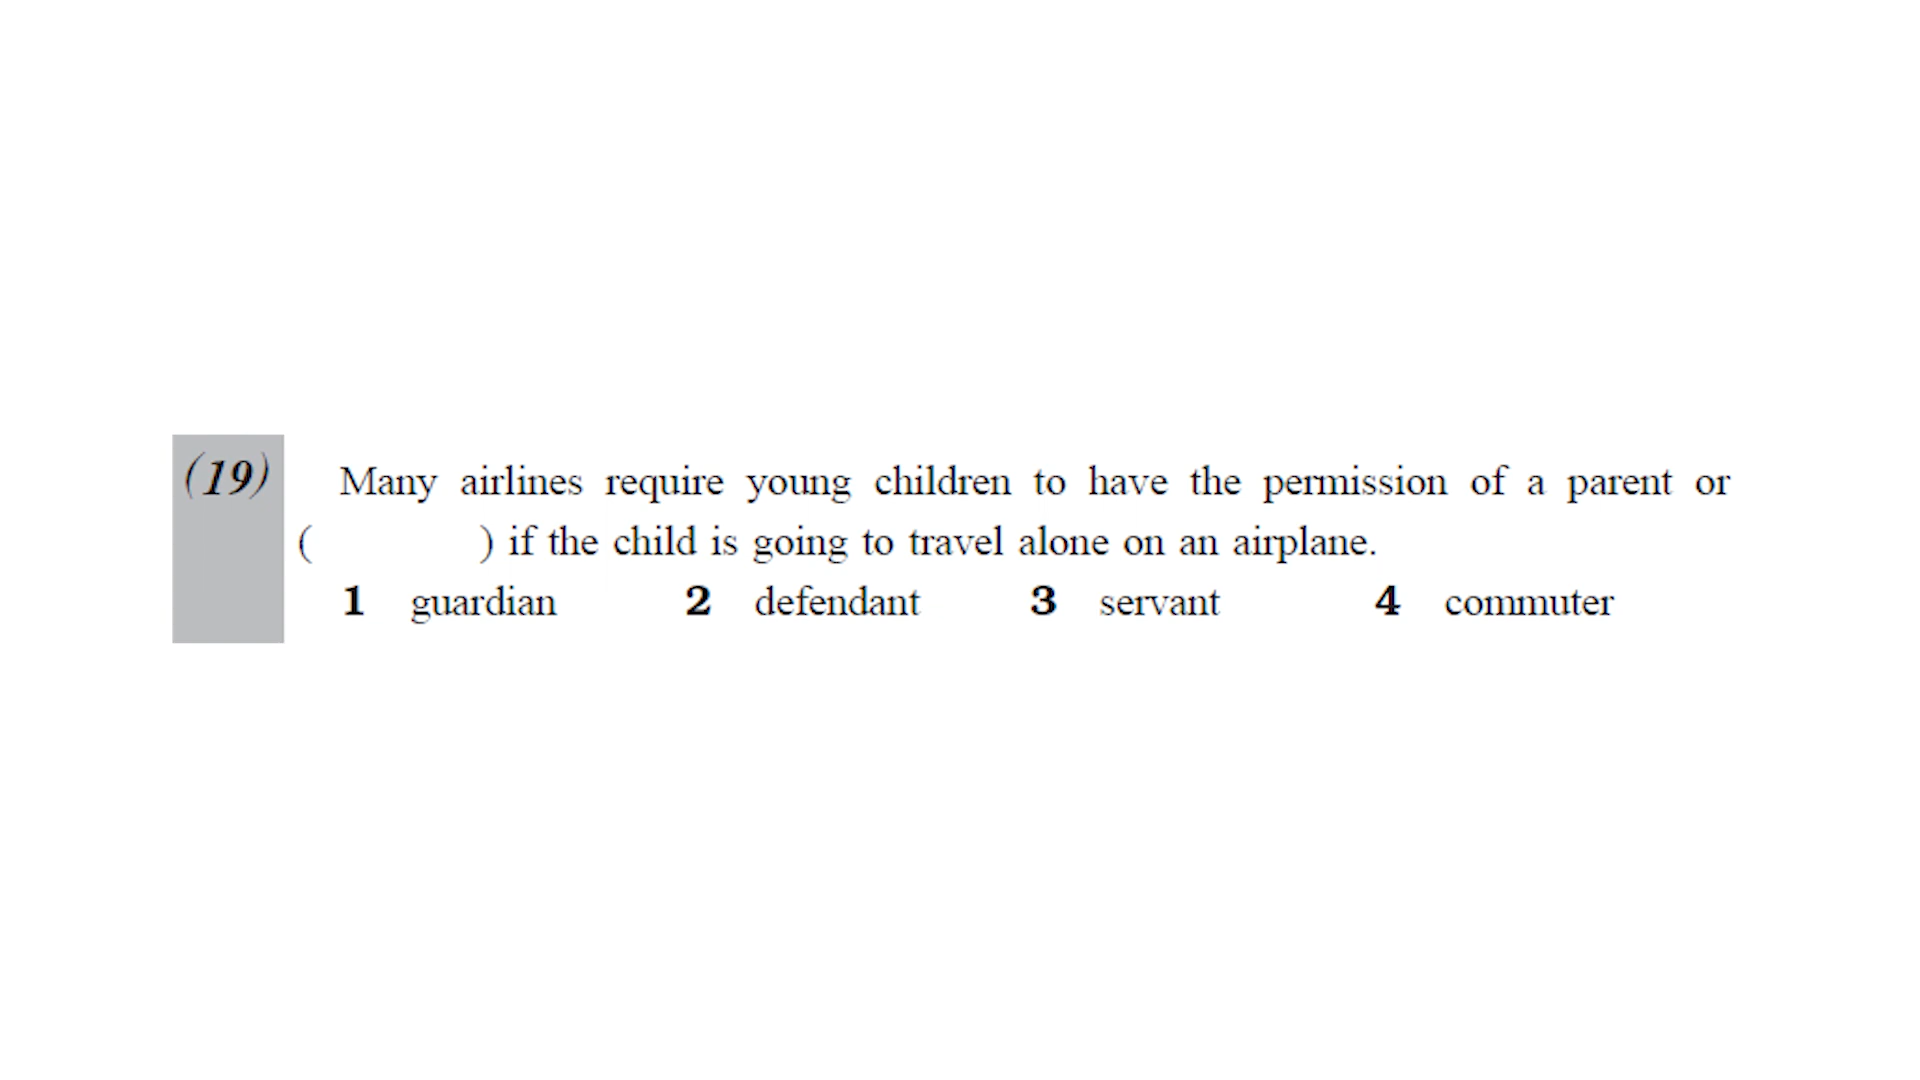 (19) Many airlines require young children to have the permission of a parent or
( ) if the child is going to travel alone on an airplane.
1 guardian 2 defendant 3 servant 4 commuter